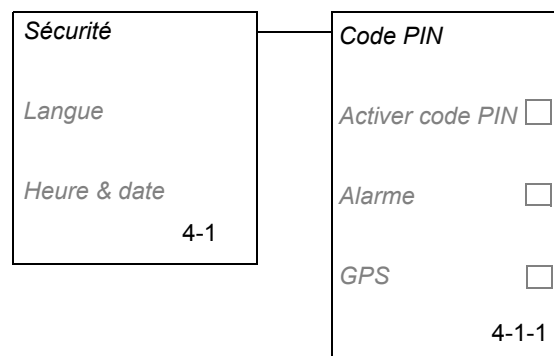 Sécurité
Langue
Heure & date
4-1
Code PIN
Activer code PIN
Alarme
GPS
4-1-1